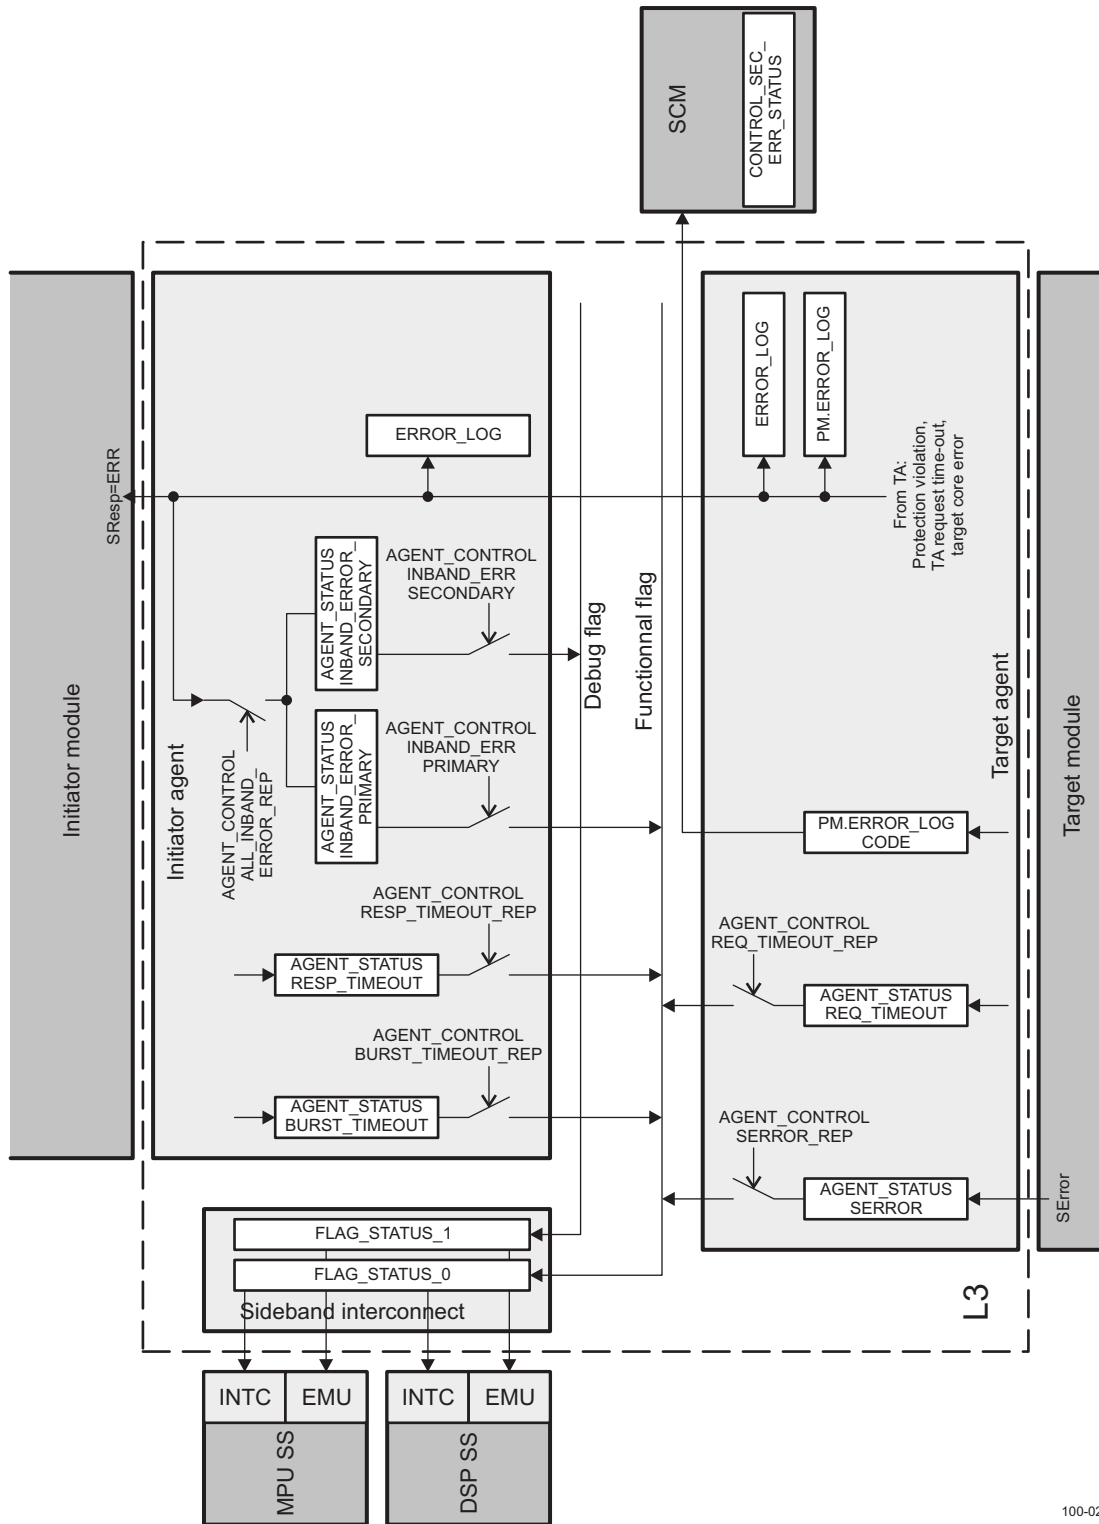 SCM
CONTROL_SEC_
ERR_STATUS
Initiator module
SResp=ERR
Initiator agent
ERROR_LOG
AGENT_STATUS
INBAND_ERROR_
SECONDARY
AGENT_CONTROL
INBAND_ERR
SECONDARY
AGENT_CONTROL
ALL_INBAND_
ERROR_REP
AGENT_STATUS
INBAND_ERROR_
PRIMARY
AGENT_CONTROL
INBAND_ERR
PRIMARY
AGENT_CONTROL
RESP_TIMEOUT_REP
AGENT_STATUS
RESP_TIMEOUT
AGENT_CONTROL
BURST_TIMEOUT_REP
AGENT_STATUS
BURST_TIMEOUT
Debug flag
Functionnal flag
ERROR_LOG
PM.ERROR_LOG
From TA:
Protection violation,
TA request time-out,
target core error
Target agent
Target module
PM.ERROR_LOG
CODE
AGENT_CONTROL
REQ_TIMEOUT_REP
AGENT_STATUS
REQ_TIMEOUT
AGENT_CONTROL
SERROR_REP
AGENT_STATUS
SERROR
SError
FLAG_STATUS_1
FLAG_STATUS_0
Sideband interconnect
L3
INTC
EMU
MPU SS
INTC
EMU
DSP SS
100-02